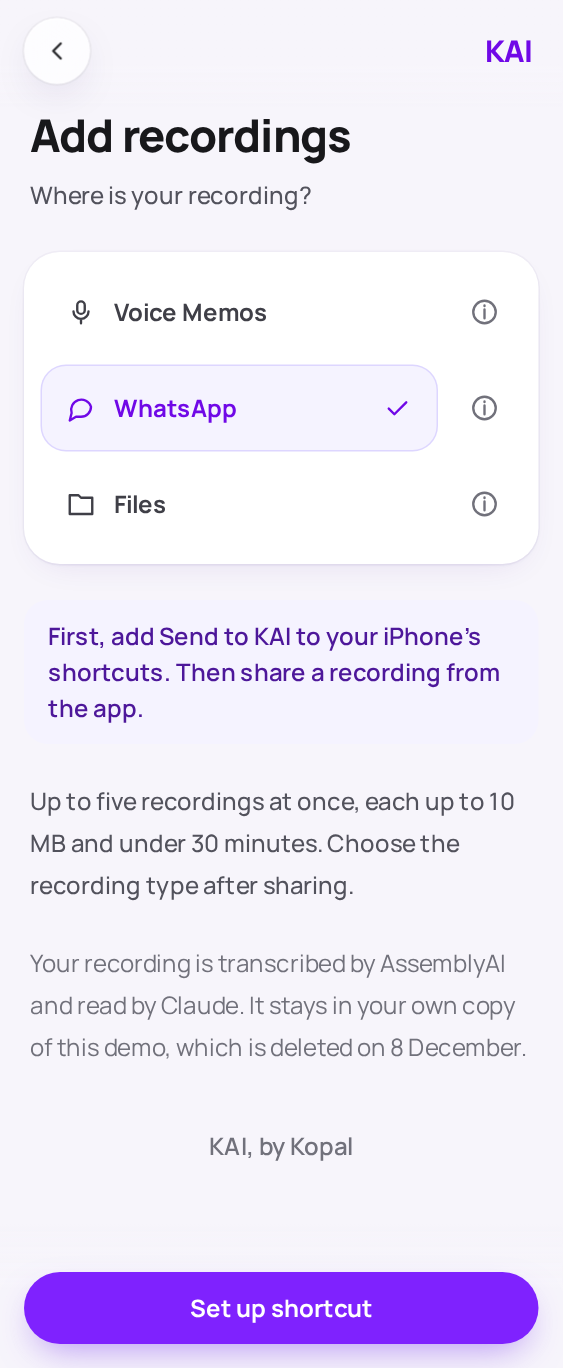 KAI
Add recordings
Where is your recording?
Voice Memos
WhatsApp
Files
First, add Send to KAI to your iPhone’s
shortcuts. Then share a recording from
the app.
Up to five recordings at once, each up to 10
MB and under 30 minutes. Choose the
recording type after sharing.
Your recording is transcribed by AssemblyAI
and read by Claude. It stays in your own copy
of this demo, which is deleted on 8 December.
KAI, by Kopal
Set up shortcut